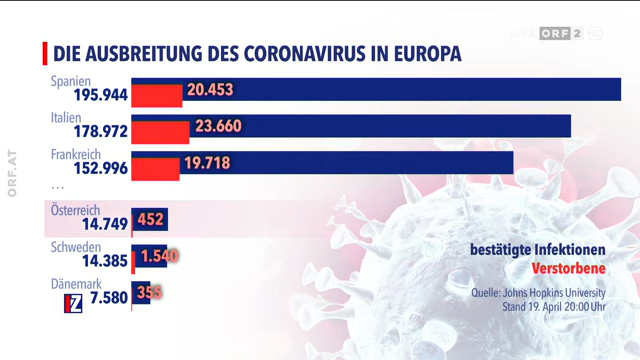 LIVE ORF 2 HD
DIE AUSBREITUNG DES CORONAVIRUS IN EUROPA
Spanien
195.944 20.453
Italien
178.972 23.660
Frankreich
152.996 19.718
...
Österreich
14.749 452
Schweden
14.385 1.540
Dänemark
7.580 355
bestätigte Infektionen
Verstorbene
Quelle: Johns Hopkins University
Stand 19. April 20:00 Uhr
ZIB
ORF.AT